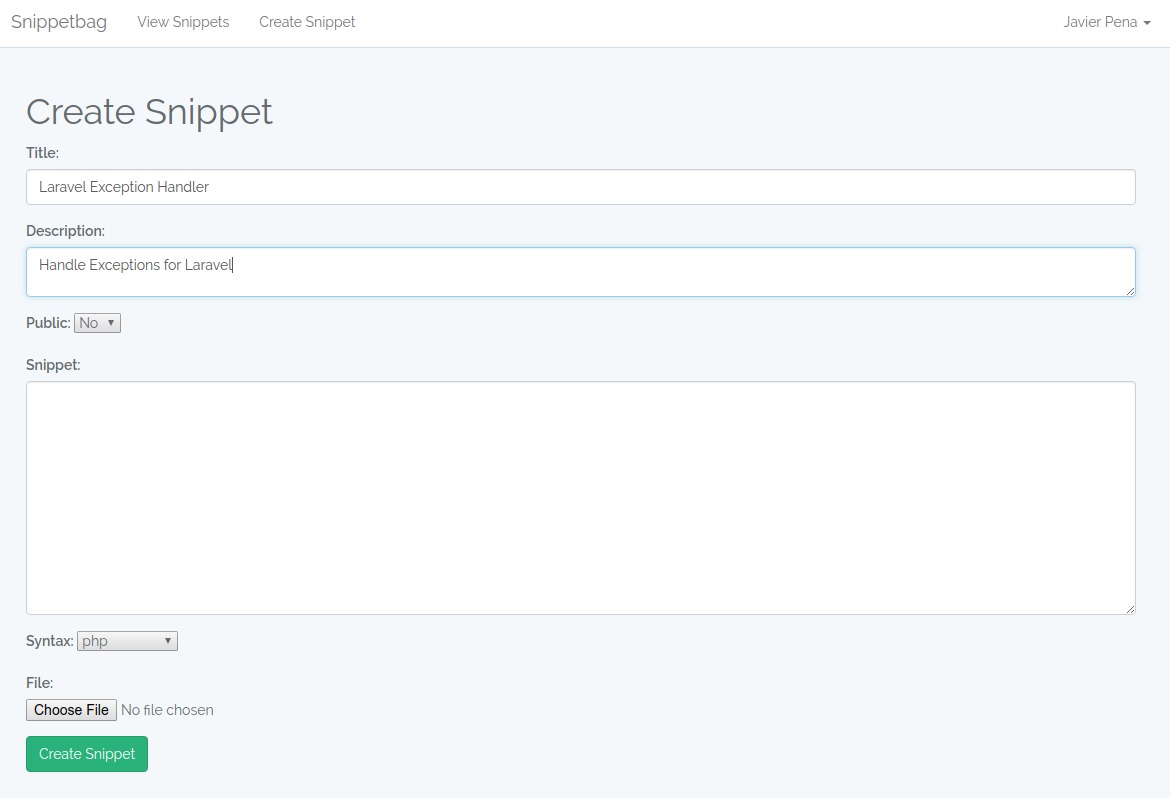 Snippetbag View Snippets Create Snippet Javier Pena
Create Snippet
Title:
Laravel Exception Handler
Description:
Handle Exceptions for Laravel
Public: No
Snippet:
Syntax: php
File:
Choose File No file chosen
Create Snippet